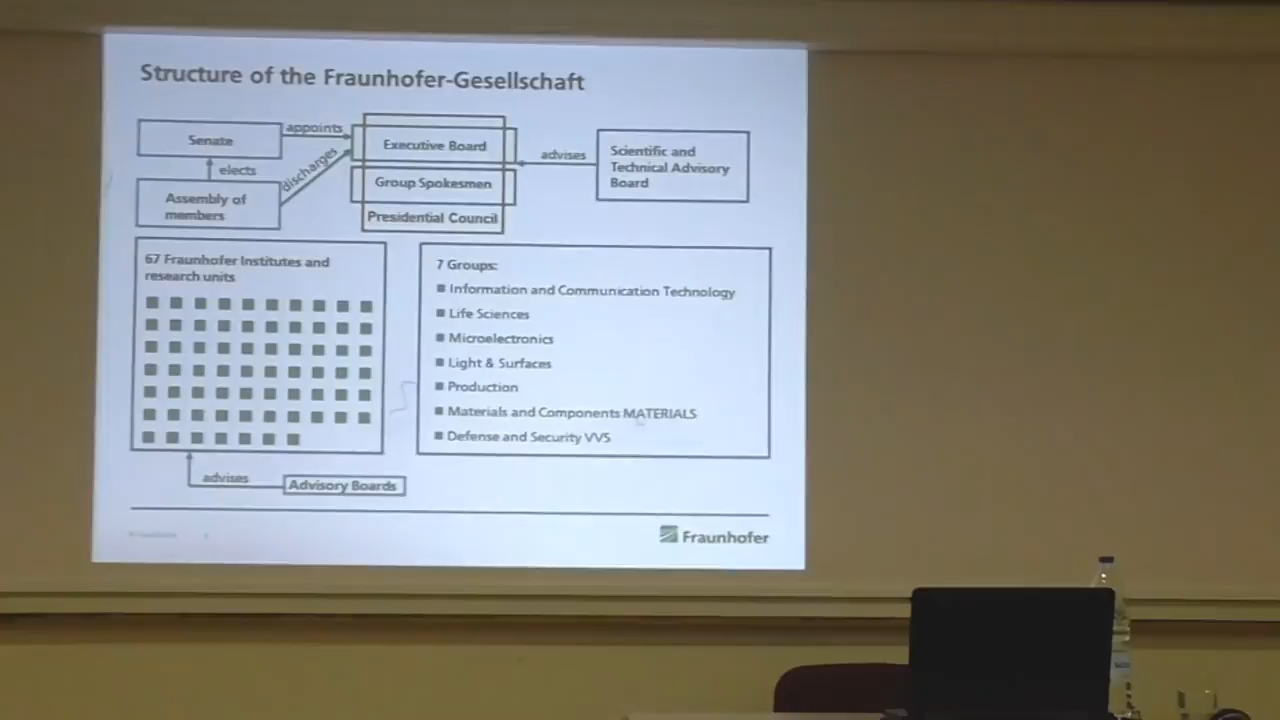 Structure of the Fraunhofer-Gesellschaft
Senate
appoints
Executive Board
advises
Scientific and
Technical Advisory
Board
elects
discharges
Group Spokesmen
Assembly of
members
Presidential Council
67 Fraunhofer Institutes and
research units
7 Groups:
Information and Communication Technology
Life Sciences
Microelectronics
Light & Surfaces
Production
Materials and Components MATERIALS
Defense and Security VVS
advises
Advisory Boards
Fraunhofer